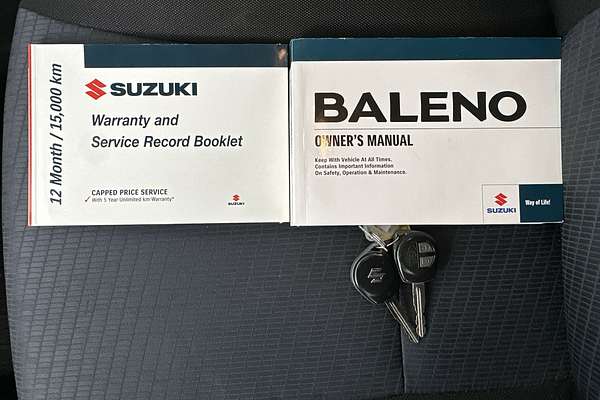 12 Month / 15,000 km
SUZUKI
Warranty and
Service Record Booklet
CAPPED PRICE SERVICE
✓ With 5 Year Unlimited km Warranty*
SUZUKI
BALENO
OWNER'S MANUAL
Keep With Vehicle At All Times.
Contains Important Information
On Safety, Operation & Maintenance.
SUZUKI
Way of Life!